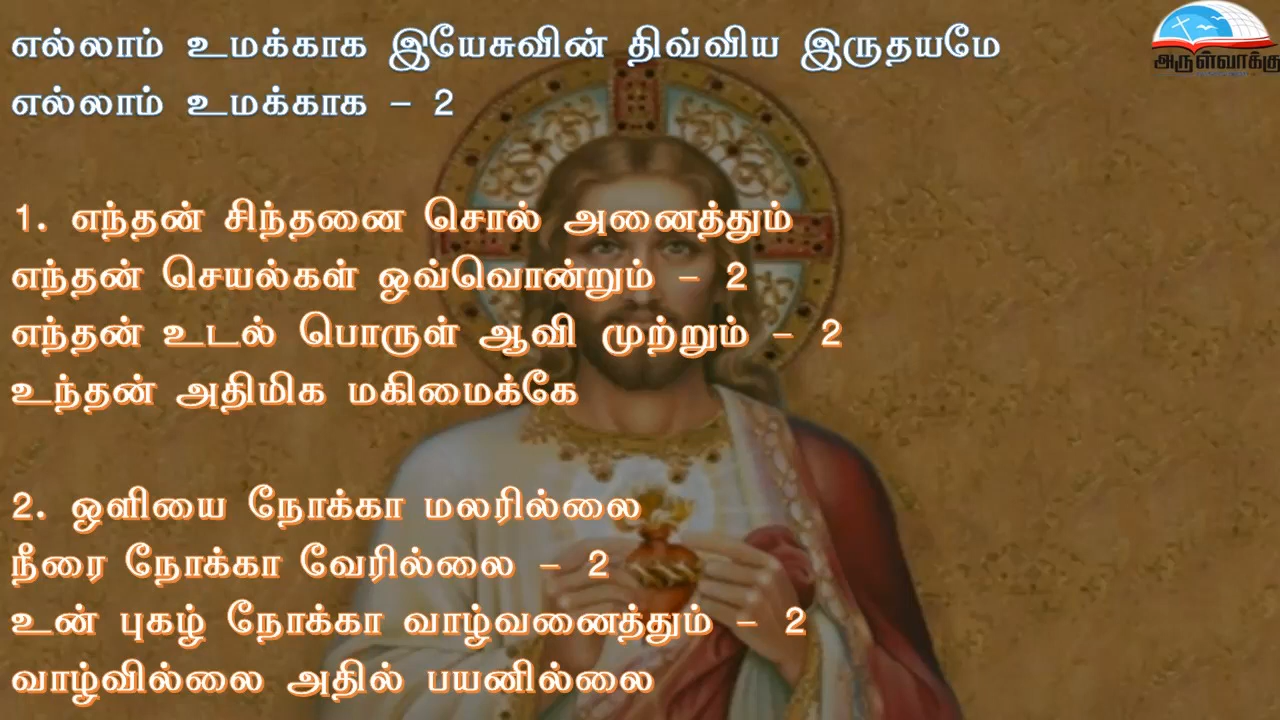 எல்லாம் உமக்காக இயேசுவின் திவ்விய இருதயமே
எல்லாம் உமக்காக – 2
அருள்வாக்கு
1. எந்தன் சிந்தனை சொல் அனைத்தும்
எந்தன் செயல்கள் ஒவ்வொன்றும் – 2
எந்தன் உடல் பொருள் ஆவி முற்றும் – 2
உந்தன் அதிமிக மகிமைக்கே
2. ஒளியை நோக்கா மலரில்லை
நீரை நோக்கா வேரில்லை – 2
உன் புகழ் நோக்கா வாழ்வனைத்தும் – 2
வாழ்வில்லை அதில் பயனில்லை